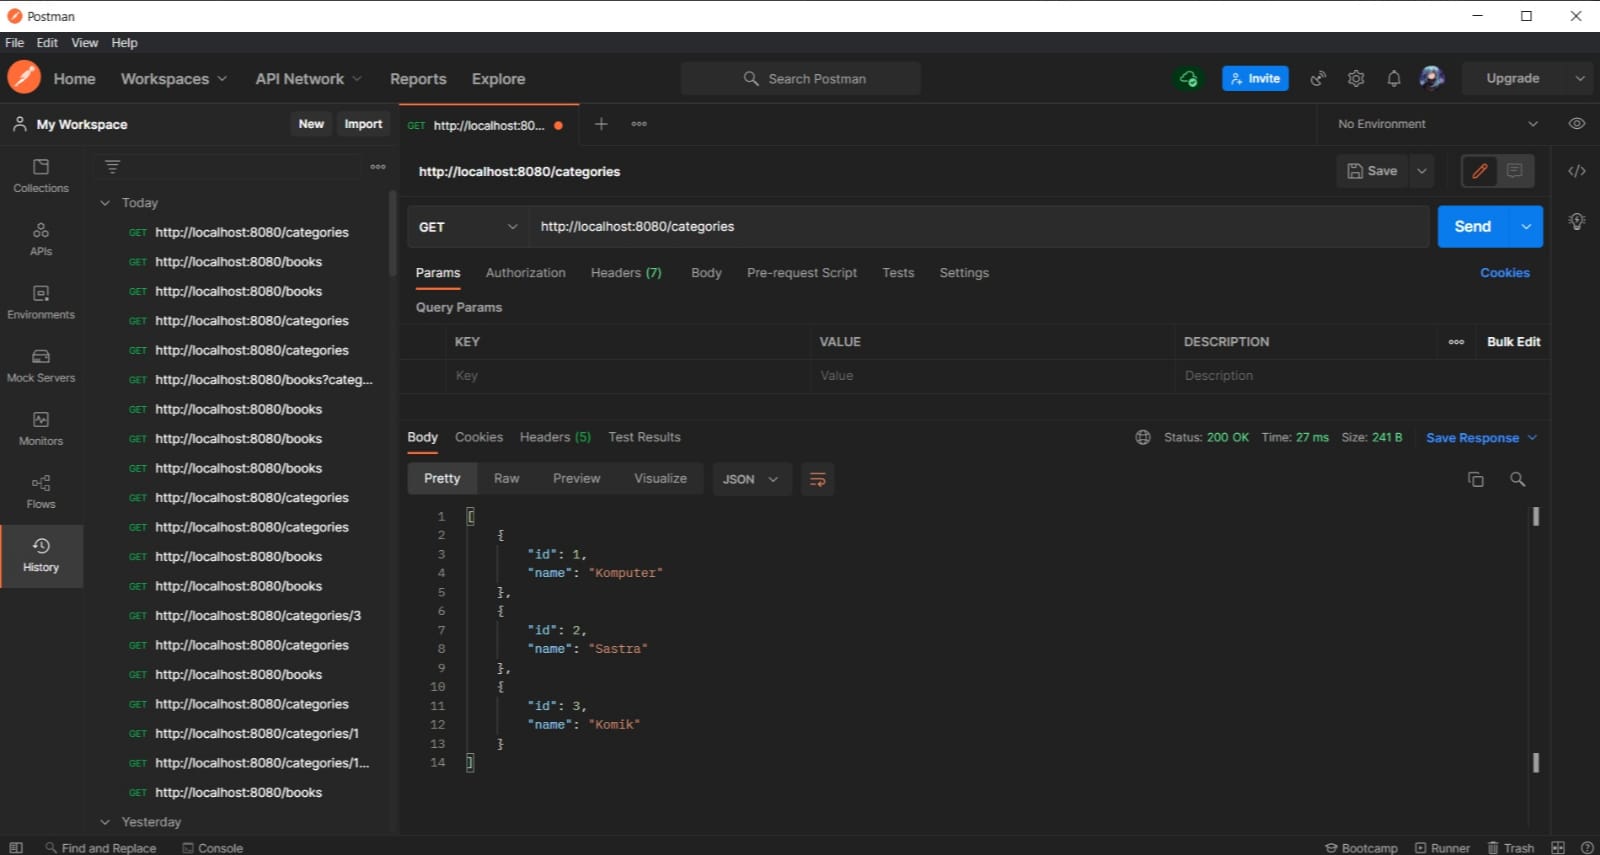 Postman
File Edit View Help
Home Workspaces API Network Reports Explore Search Postman Invite Upgrade
My Workspace New Import GET http://localhost:80... No Environment
Collections
APIs
Environments
Mock Servers
Monitors
Flows
History
Today
GET http://localhost:8080/categories
GET http://localhost:8080/books
GET http://localhost:8080/books
GET http://localhost:8080/categories
GET http://localhost:8080/categories
GET http://localhost:8080/books?categ...
GET http://localhost:8080/books
GET http://localhost:8080/books
GET http://localhost:8080/books
GET http://localhost:8080/categories
GET http://localhost:8080/categories
GET http://localhost:8080/books
GET http://localhost:8080/books
GET http://localhost:8080/categories/3
GET http://localhost:8080/categories
GET http://localhost:8080/books
GET http://localhost:8080/categories
GET http://localhost:8080/categories/1
GET http://localhost:8080/categories/1...
GET http://localhost:8080/books
Yesterday
http://localhost:8080/categories Save
GET http://localhost:8080/categories Send
Params Authorization Headers (7) Body Pre-request Script Tests Settings Cookies
Query Params
KEY VALUE DESCRIPTION Bulk Edit
Key Value Description
Body Cookies Headers (5) Test Results Status: 200 OK Time: 27 ms Size: 241 B Save Response
Pretty Raw Preview Visualize JSON
1 [
2 {
3 "id": 1,
4 "name": "Komputer"
5 },
6 {
7 "id": 2,
8 "name": "Sastra"
9 },
10 {
11 "id": 3,
12 "name": "Komik"
13 }
14 ]
Find and Replace Console Bootcamp Runner Trash